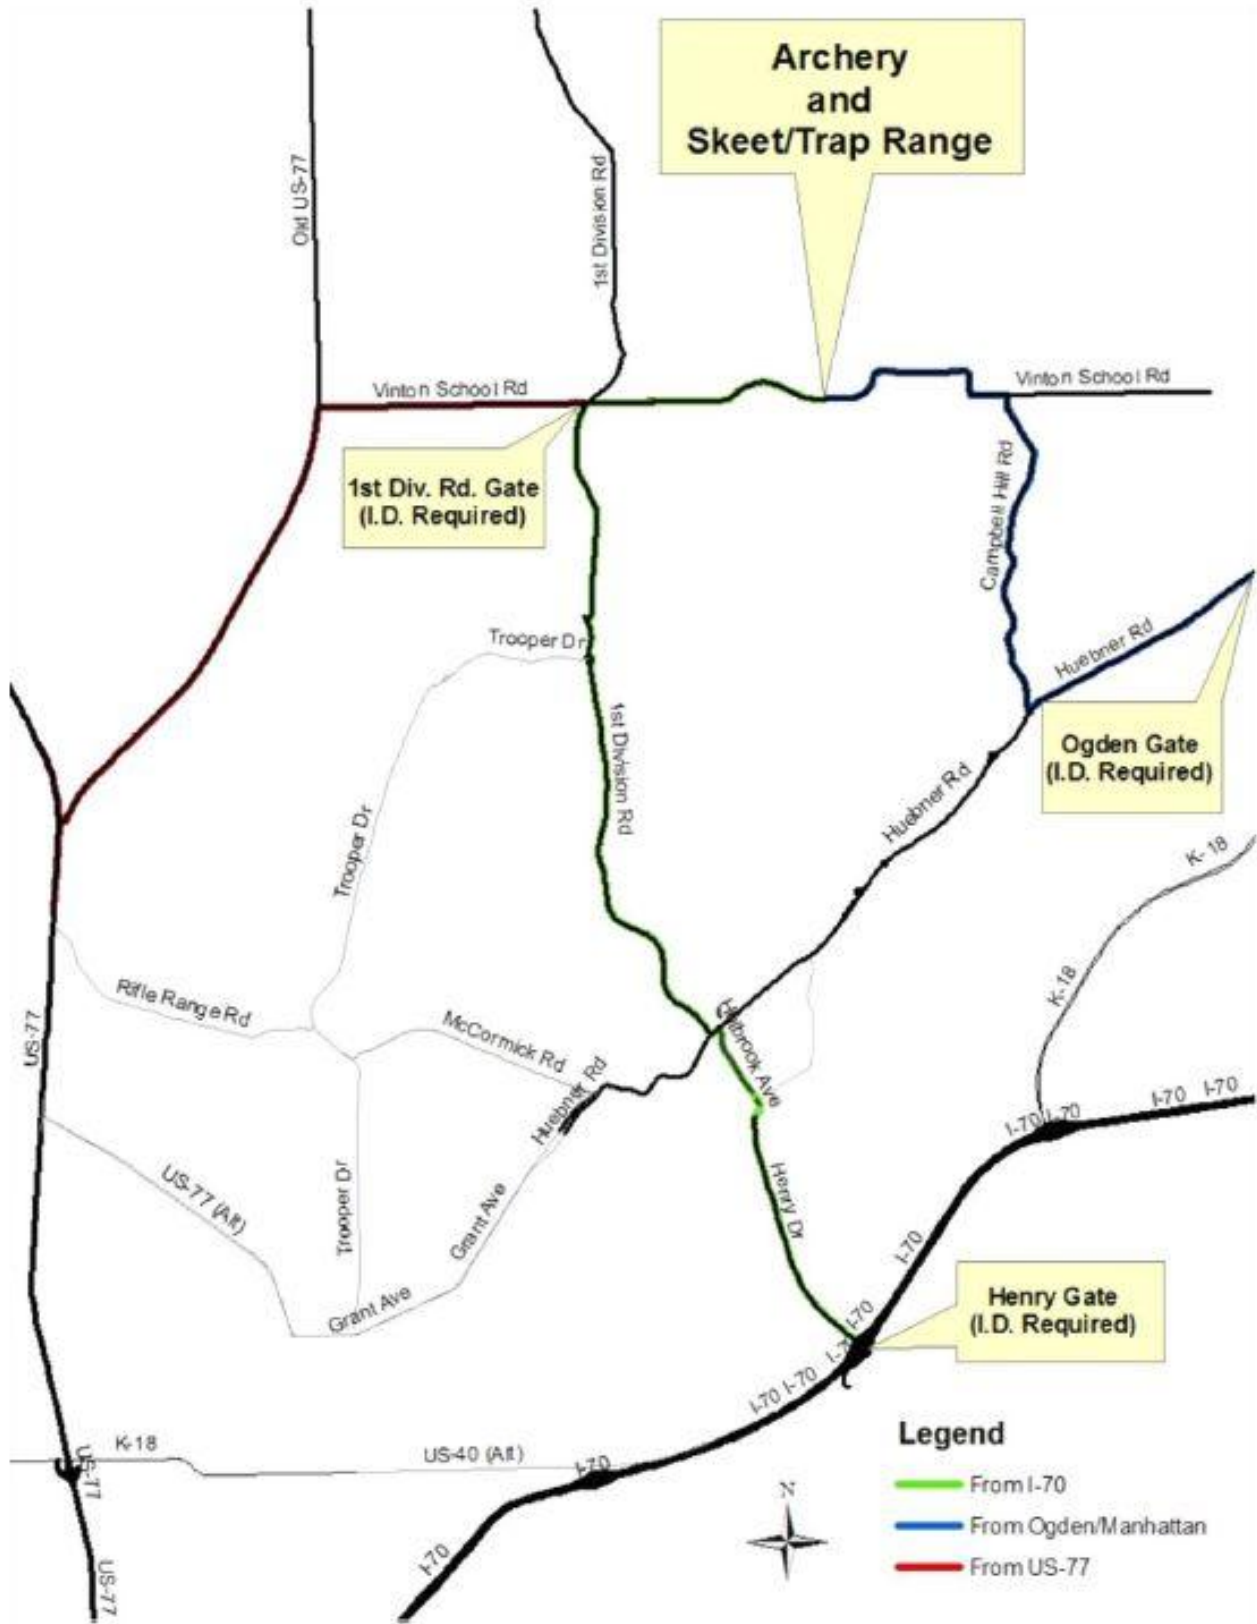 Archery
and
Skeet/Trap Range
Old US-77
1st Division Rd
Vinton School Rd
Vinton School Rd
1st Div. Rd. Gate
(I.D. Required)
Campbell Hill Rd
Trooper Dr
Huebner Rd
1st Division Rd
Ogden Gate
(I.D. Required)
Huebner Rd
Trooper Dr
K-18
K-18
Rifle Range Rd
McCormick Rd
US-77
Huebner Rd
Holbrook Ave
I-70 I-70
I-70 I-70
US-77 (Alt)
Trooper Dr
Grant Ave
Henry Dr
I-70
Grant Ave
Henry Gate
(I.D. Required)
I-70
I-70 I-70
K-18
US-40 (Alt)
I-70
US-77
I-70
US-77
Legend
From I-70
From Ogden/Manhattan
From US-77
N